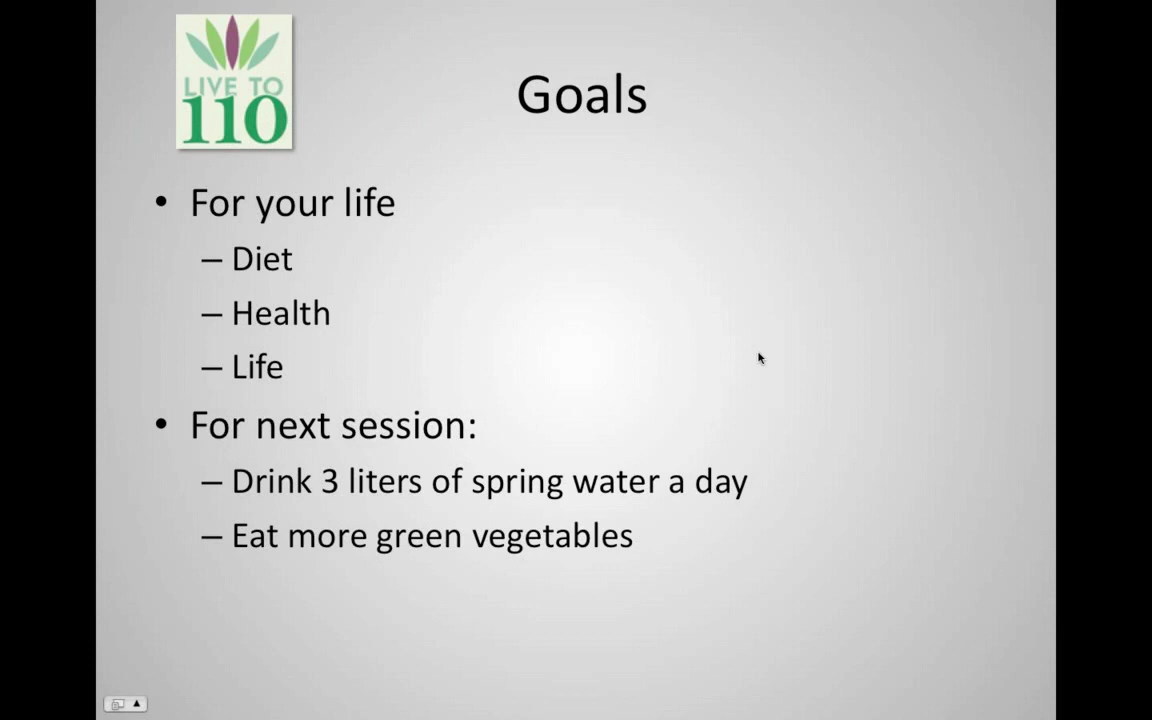 LIVE TO
110
Goals
• For your life
– Diet
– Health
– Life
• For next session:
– Drink 3 liters of spring water a day
– Eat more green vegetables